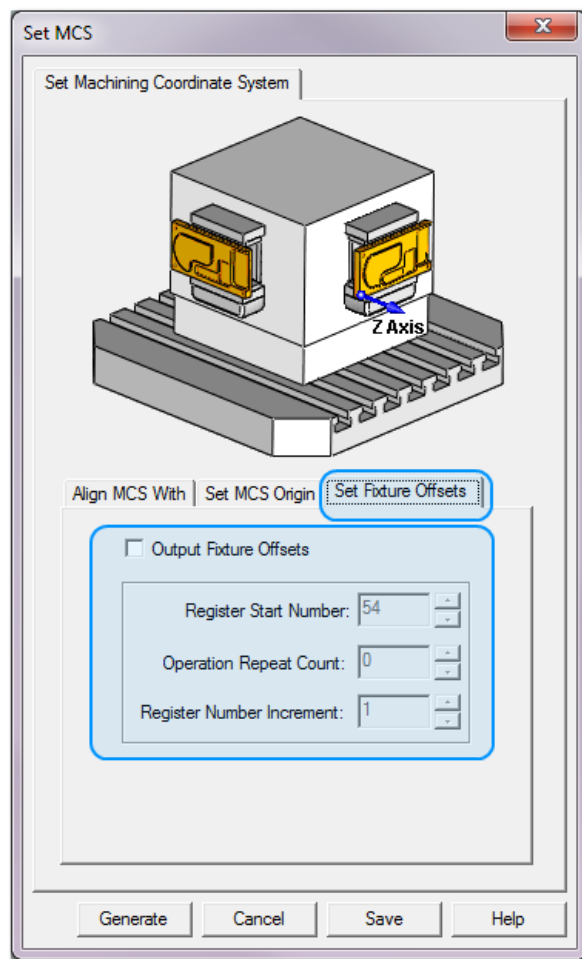 Set MCS
Set Machining Coordinate System
Z Axis
Align MCS With Set MCS Origin Set Fixture Offsets
Output Fixture Offsets
Register Start Number: 54
Operation Repeat Count: 0
Register Number Increment: 1
Generate Cancel Save Help